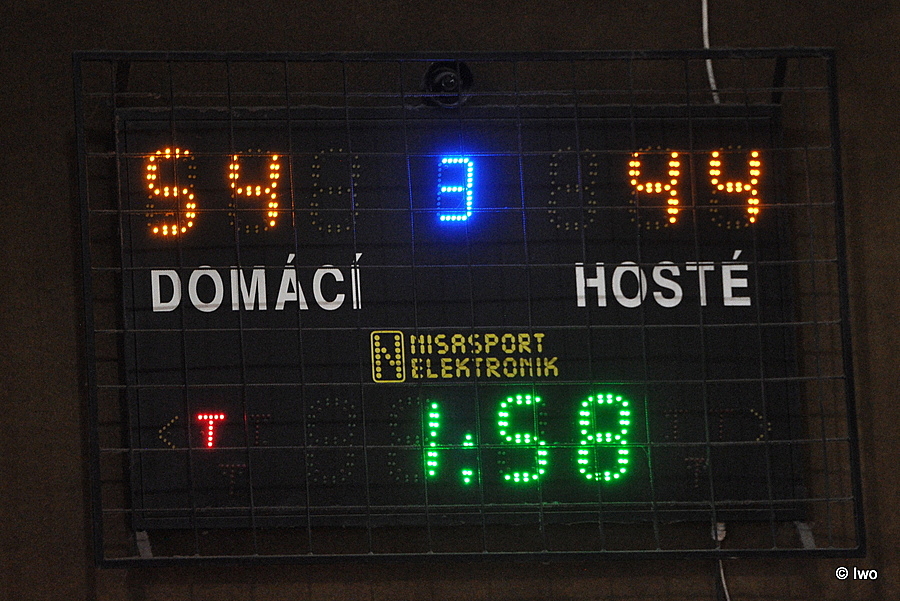 54 3 44
DOMÁCÍ HOSTÉ
N NISASPORT
ELEKTRONIK
T 1:58
© Iwo